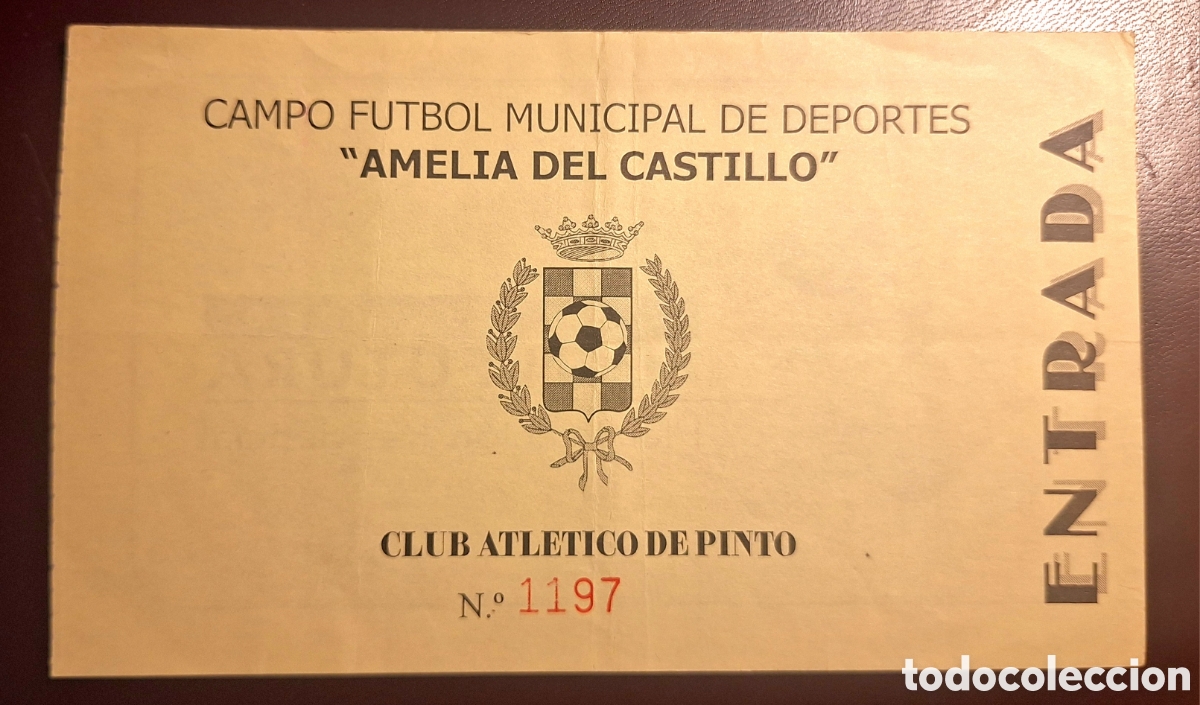 CAMPO FUTBOL MUNICIPAL DE DEPORTES
"AMELIA DEL CASTILLO"
CLUB ATLETICO DE PINTO
N.º 1197
ENTRADA
todocoleccion